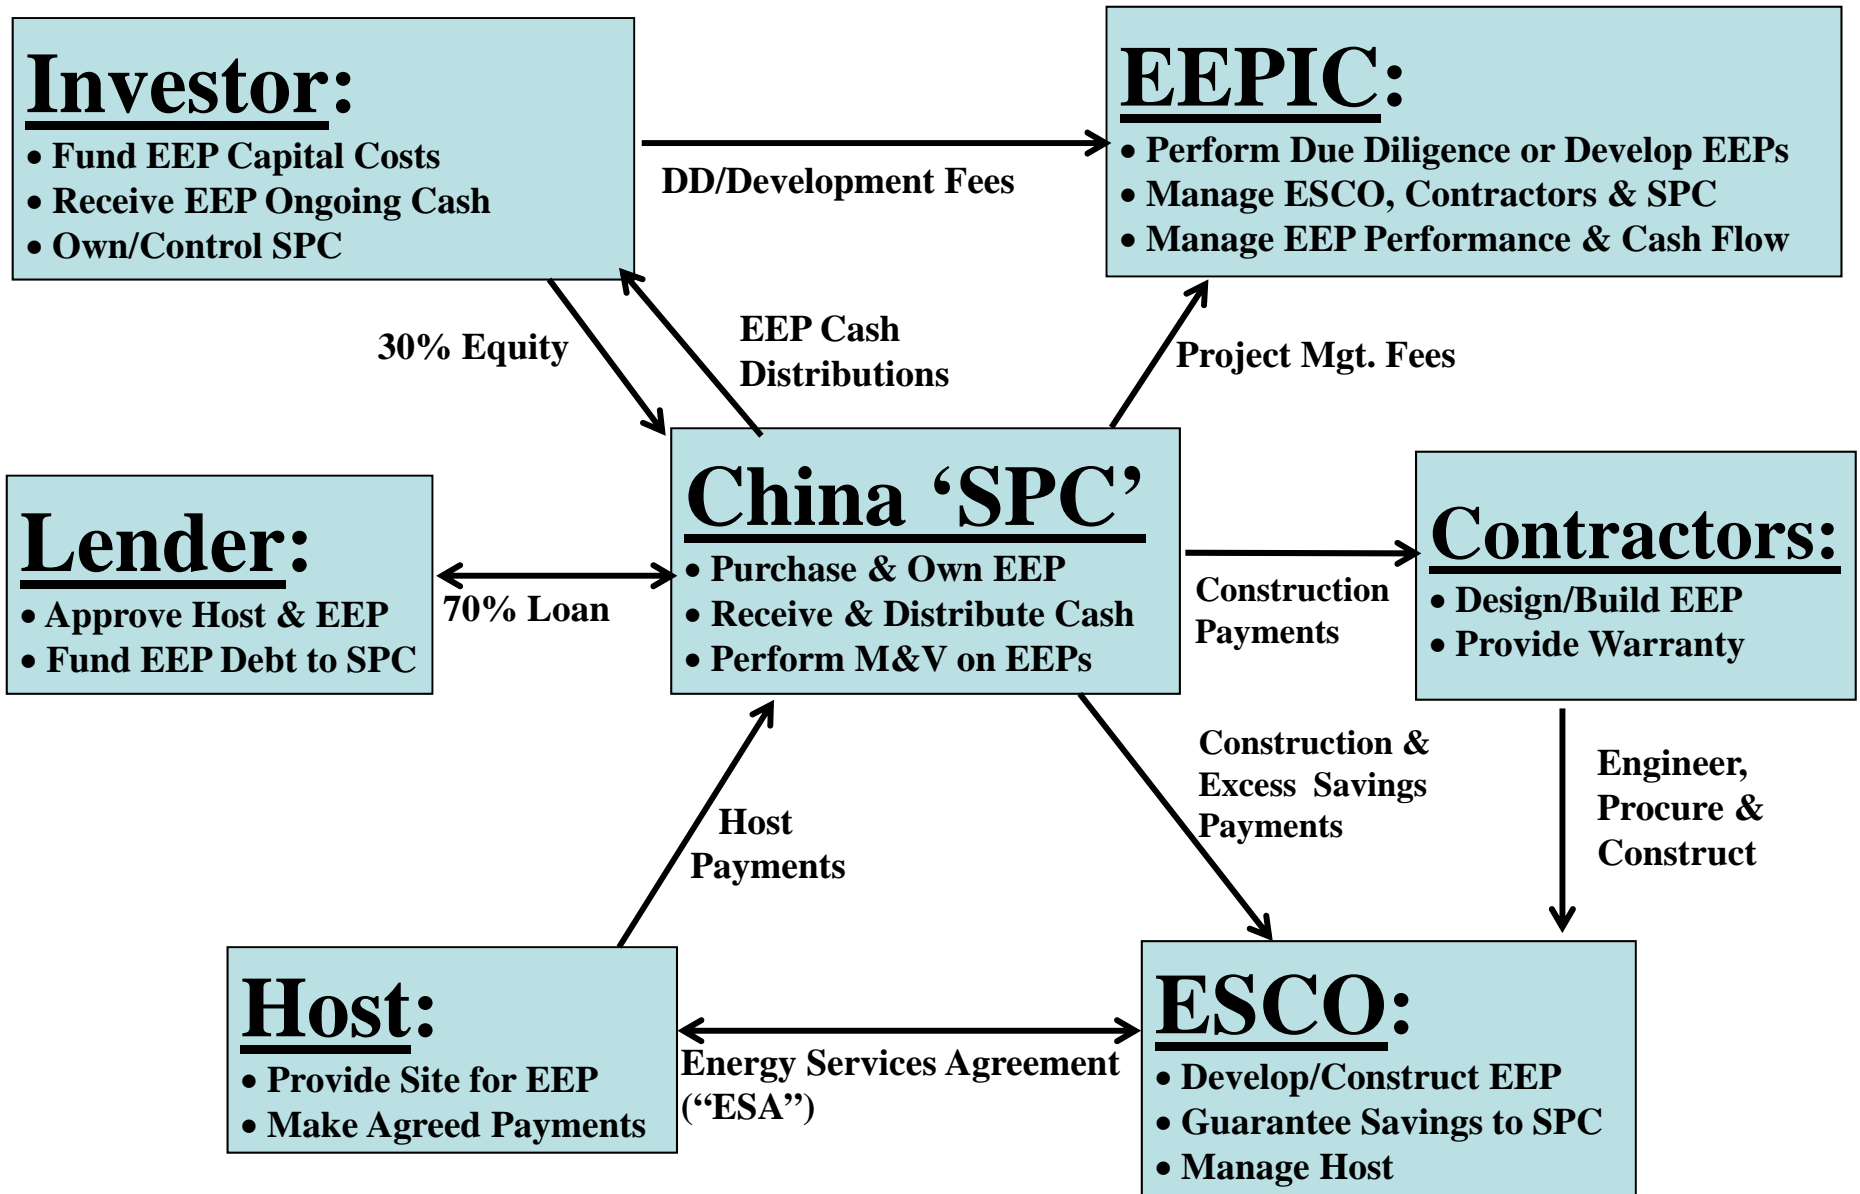 Investor:
• Fund EEP Capital Costs
• Receive EEP Ongoing Cash
• Own/Control SPC
DD/Development Fees
EEPIC:
• Perform Due Diligence or Develop EEPs
• Manage ESCO, Contractors & SPC
• Manage EEP Performance & Cash Flow
30% Equity
EEP Cash
Distributions
Project Mgt. Fees
Lender:
• Approve Host & EEP
• Fund EEP Debt to SPC
70% Loan
China ‘SPC’
• Purchase & Own EEP
• Receive & Distribute Cash
• Perform M&V on EEPs
Construction
Payments
Contractors:
• Design/Build EEP
• Provide Warranty
Host
Payments
Construction &
Excess Savings
Payments
Engineer,
Procure &
Construct
Host:
• Provide Site for EEP
• Make Agreed Payments
Energy Services Agreement
(“ESA”)
ESCO:
• Develop/Construct EEP
• Guarantee Savings to SPC
• Manage Host